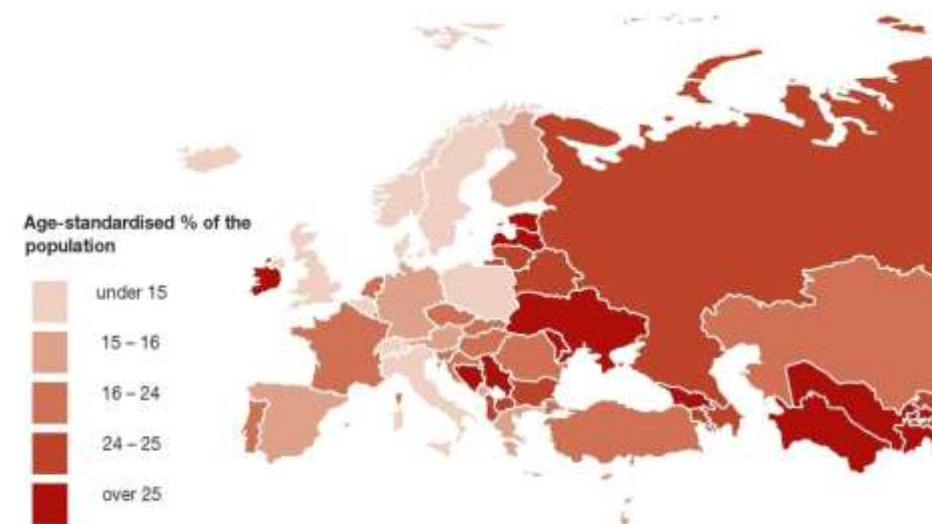 Age-standardised % of the
population
under 15
15 – 16
16 – 24
24 – 25
over 25